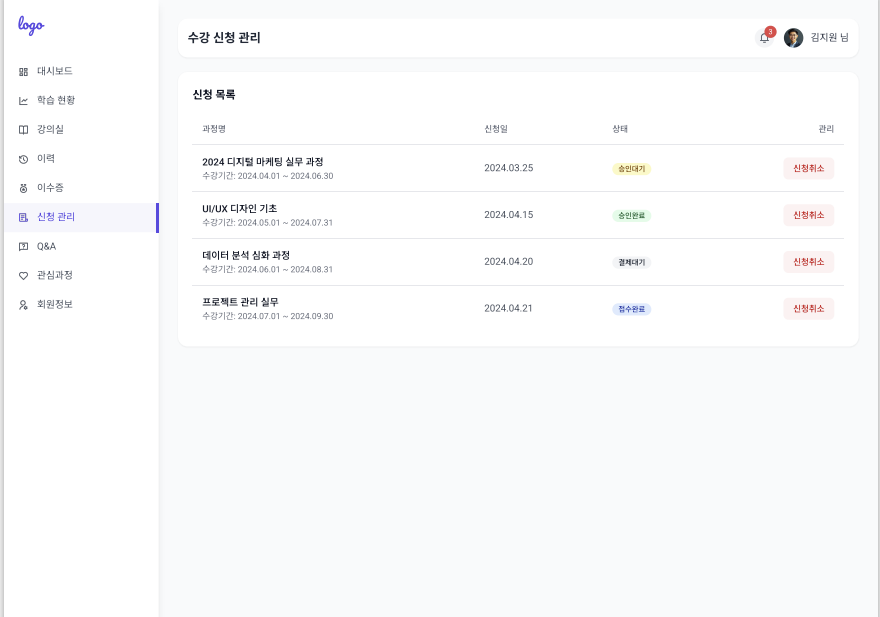 logo
대시보드
학습 현황
강의실
이력
이수증
신청 관리
Q&A
관심과정
회원정보
수강 신청 관리
3
김지원 님
신청 목록
과정명 신청일 상태 관리
2024 디지털 마케팅 실무 과정
수강기간: 2024.04.01 ~ 2024.06.30
2024.03.25 승인대기 신청취소
UI/UX 디자인 기초
수강기간: 2024.05.01 ~ 2024.07.31
2024.04.15 승인완료 신청취소
데이터 분석 심화 과정
수강기간: 2024.06.01 ~ 2024.08.31
2024.04.20 결제대기 신청취소
프로젝트 관리 실무
수강기간: 2024.07.01 ~ 2024.09.30
2024.04.21 접수완료 신청취소